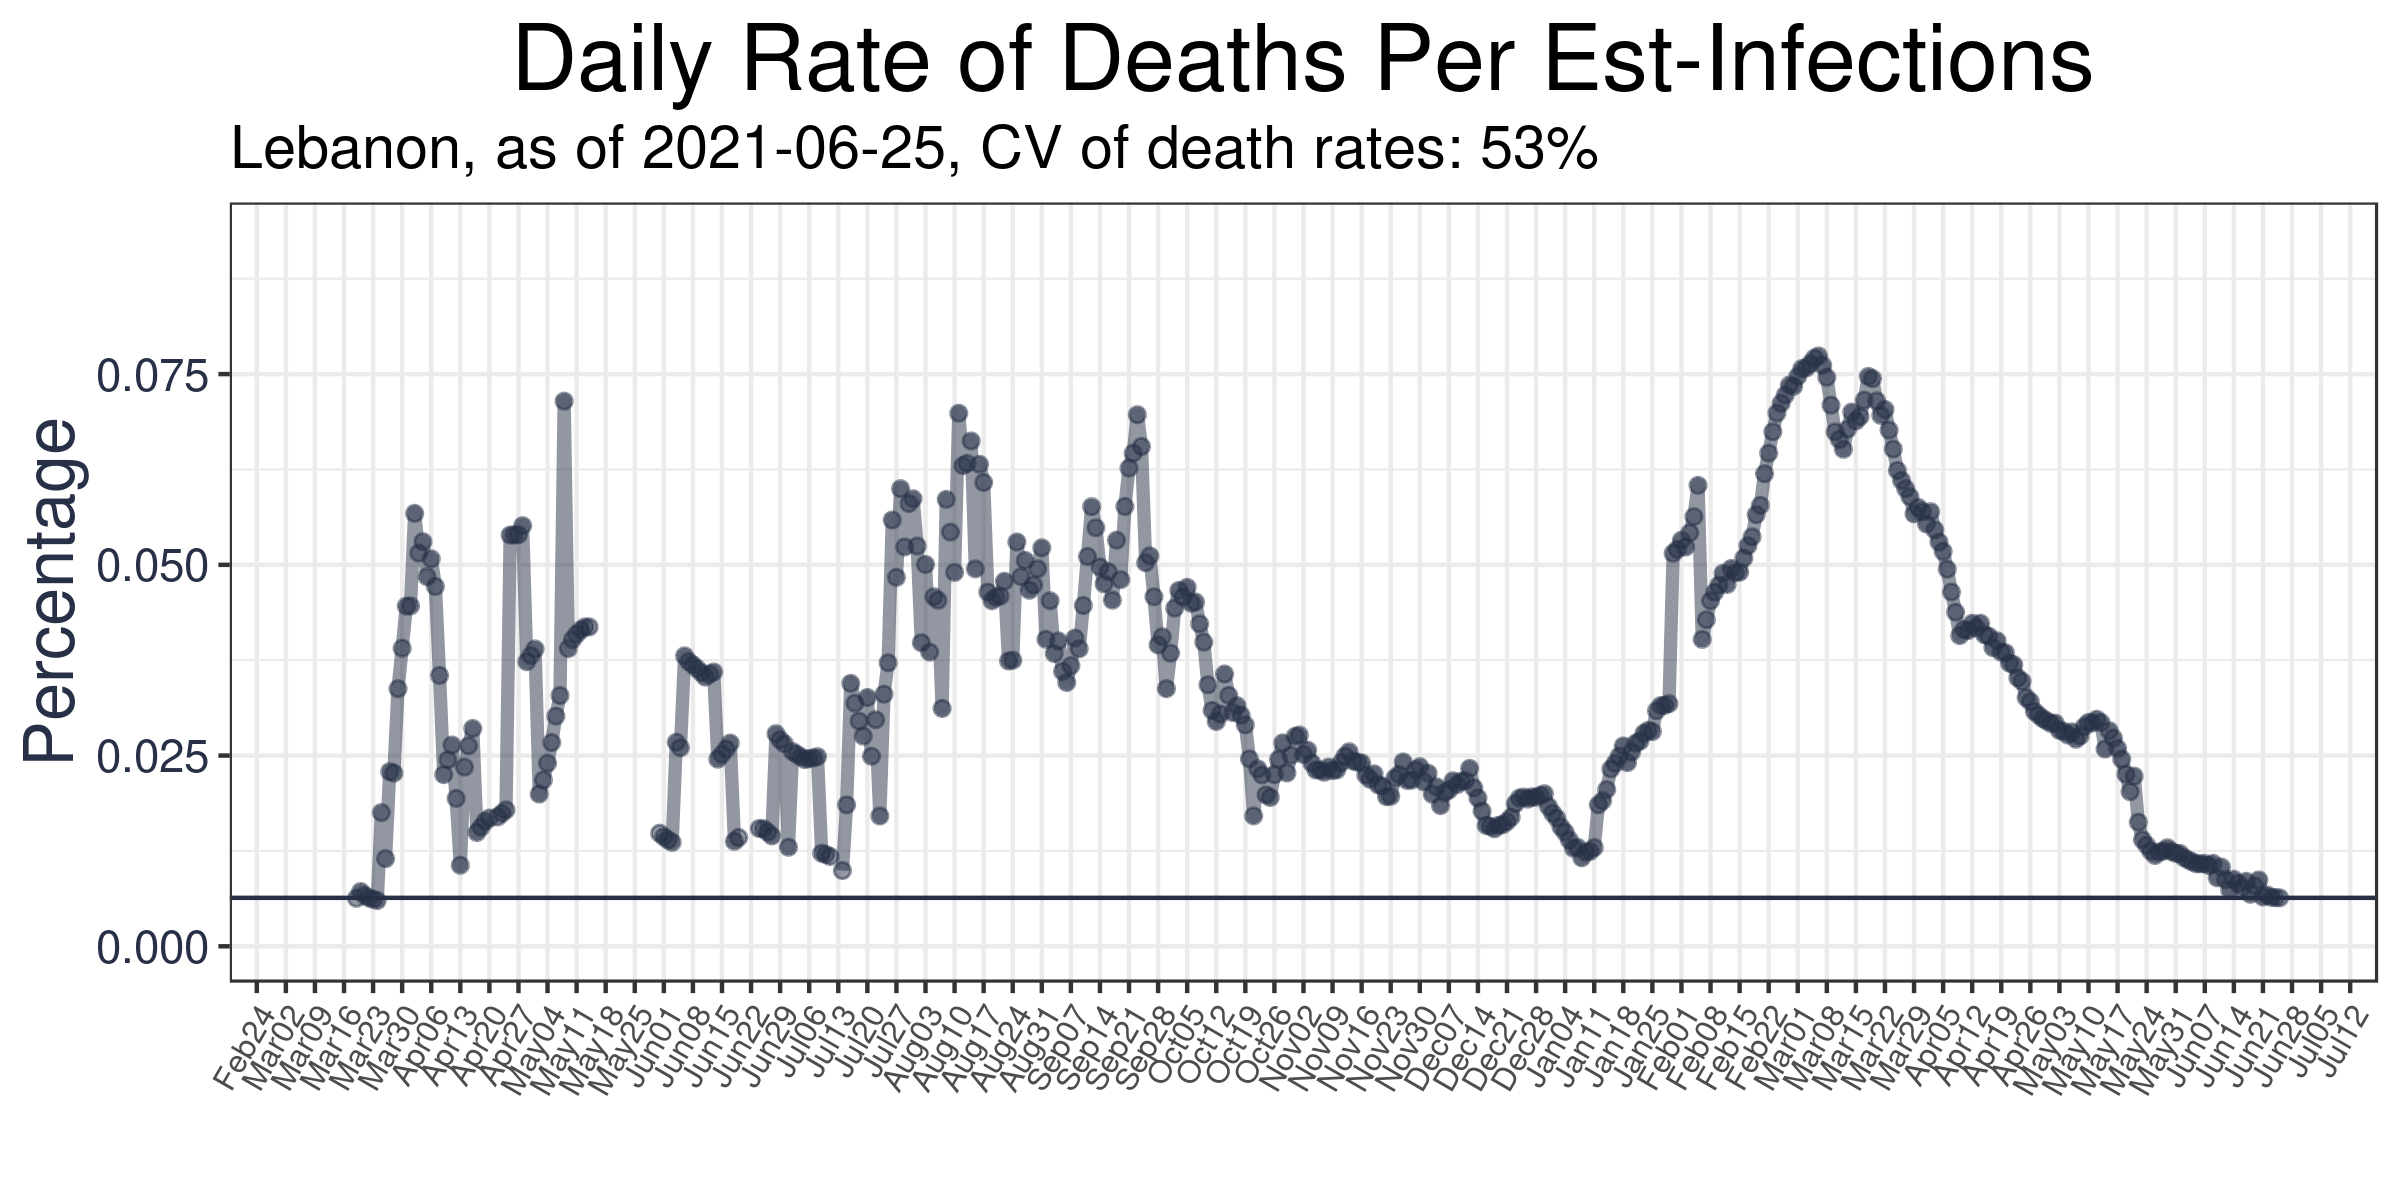 Daily Rate of Deaths Per Est-Infections
Lebanon, as of 2021-06-25, CV of death rates: 53%
Percentage
0.075
0.050
0.025
0.000
Feb24
Mar02
Mar09
Mar16
Mar23
Mar30
Apr06
Apr13
Apr20
Apr27
May04
May11
May18
May25
Jun01
Jun08
Jun15
Jun22
Jun29
Jul06
Jul13
Jul20
Jul27
Aug03
Aug10
Aug17
Aug24
Aug31
Sep07
Sep14
Sep21
Sep28
Oct05
Oct12
Oct19
Oct26
Nov02
Nov09
Nov16
Nov23
Nov30
Dec07
Dec14
Dec21
Dec28
Jan04
Jan11
Jan18
Jan25
Feb01
Feb08
Feb15
Feb22
Mar01
Mar08
Mar15
Mar22
Mar29
Apr05
Apr12
Apr19
Apr26
May03
May10
May17
May24
May31
Jun07
Jun14
Jun21
Jun28
Jul05
Jul12